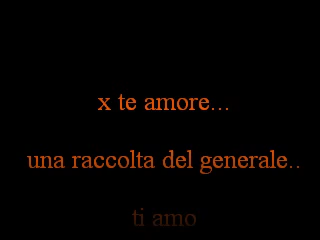 x te amore...
una raccolta del generale..
ti amo